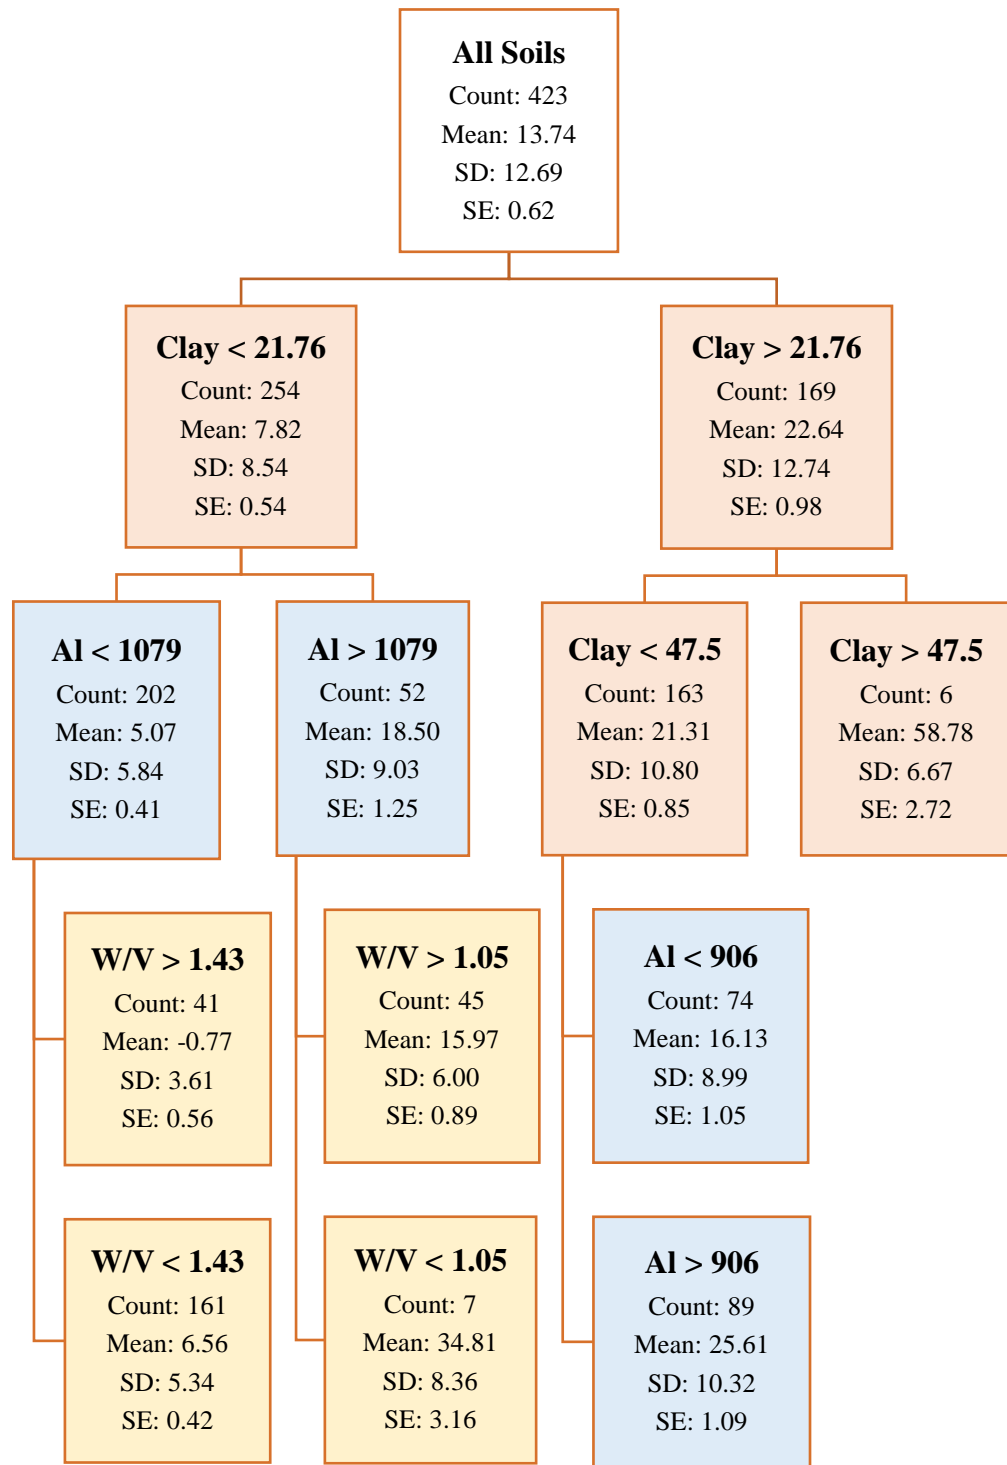 All Soils
Count: 423
Mean: 13.74
SD: 12.69
SE: 0.62
Clay < 21.76
Count: 254
Mean: 7.82
SD: 8.54
SE: 0.54
Clay > 21.76
Count: 169
Mean: 22.64
SD: 12.74
SE: 0.98
Al < 1079
Count: 202
Mean: 5.07
SD: 5.84
SE: 0.41
Al > 1079
Count: 52
Mean: 18.50
SD: 9.03
SE: 1.25
Clay < 47.5
Count: 163
Mean: 21.31
SD: 10.80
SE: 0.85
Clay > 47.5
Count: 6
Mean: 58.78
SD: 6.67
SE: 2.72
W/V > 1.43
Count: 41
Mean: -0.77
SD: 3.61
SE: 0.56
W/V > 1.05
Count: 45
Mean: 15.97
SD: 6.00
SE: 0.89
Al < 906
Count: 74
Mean: 16.13
SD: 8.99
SE: 1.05
W/V < 1.43
Count: 161
Mean: 6.56
SD: 5.34
SE: 0.42
W/V < 1.05
Count: 7
Mean: 34.81
SD: 8.36
SE: 3.16
Al > 906
Count: 89
Mean: 25.61
SD: 10.32
SE: 1.09